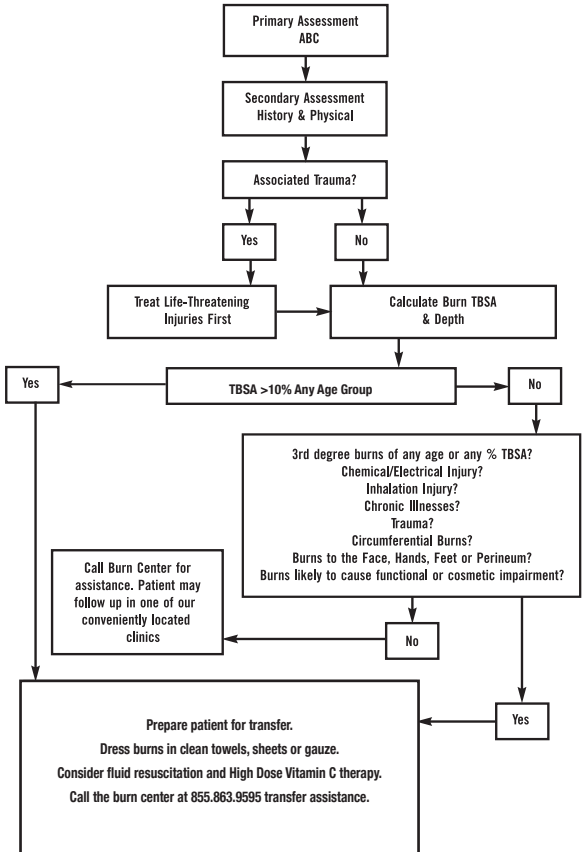 Primary Assessment
ABC
Secondary Assessment
History & Physical
Associated Trauma?
Yes
No
Treat Life-Threatening
Injuries First
Calculate Burn TBSA
& Depth
Yes
TBSA >10% Any Age Group
No
3rd degree burns of any age or any % TBSA?
Chemical/Electrical Injury?
Inhalation Injury?
Chronic Illnesses?
Trauma?
Circumferential Burns?
Burns to the Face, Hands, Feet or Perineum?
Burns likely to cause functional or cosmetic impairment?
Call Burn Center for
assistance. Patient may
follow up in one of our
conveniently located
clinics
No
Yes
Prepare patient for transfer.
Dress burns in clean towels, sheets or gauze.
Consider fluid resuscitation and High Dose Vitamin C therapy.
Call the burn center at 855.863.9595 transfer assistance.